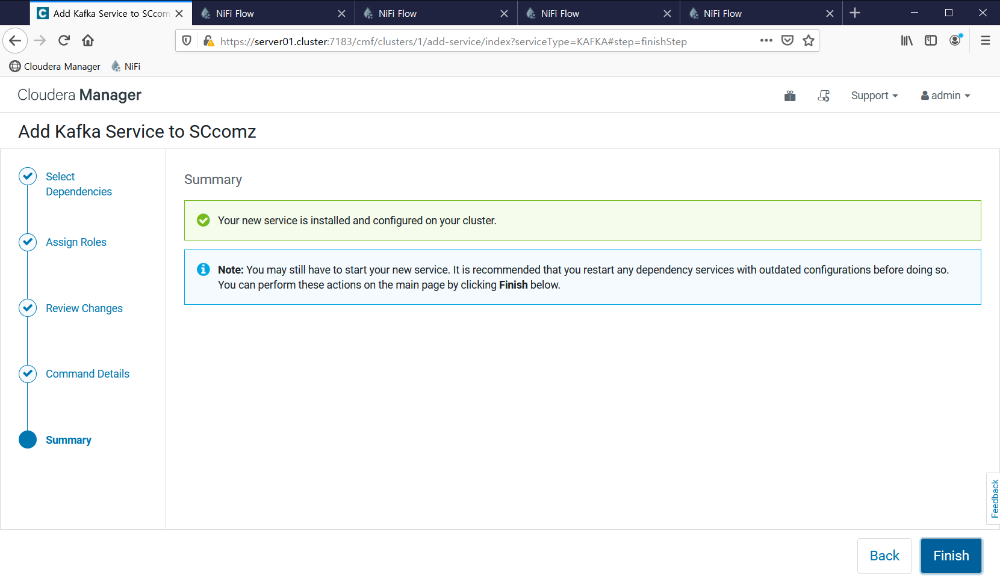 Add Kafka Service to SCcom
NiFi Flow
NiFi Flow
NiFi Flow
NiFi Flow
https://server01.cluster:7183/cmf/clusters/1/add-service/index?serviceType=KAFKA#step=finishStep
Cloudera Manager
NiFi
Cloudera Manager
Support
admin
Add Kafka Service to SCcomz
Select
Dependencies
Assign Roles
Review Changes
Command Details
Summary
Summary
Your new service is installed and configured on your cluster.
Note: You may still have to start your new service. It is recommended that you restart any dependency services with outdated configurations before doing so.
You can perform these actions on the main page by clicking Finish below.
Feedback
Back
Finish